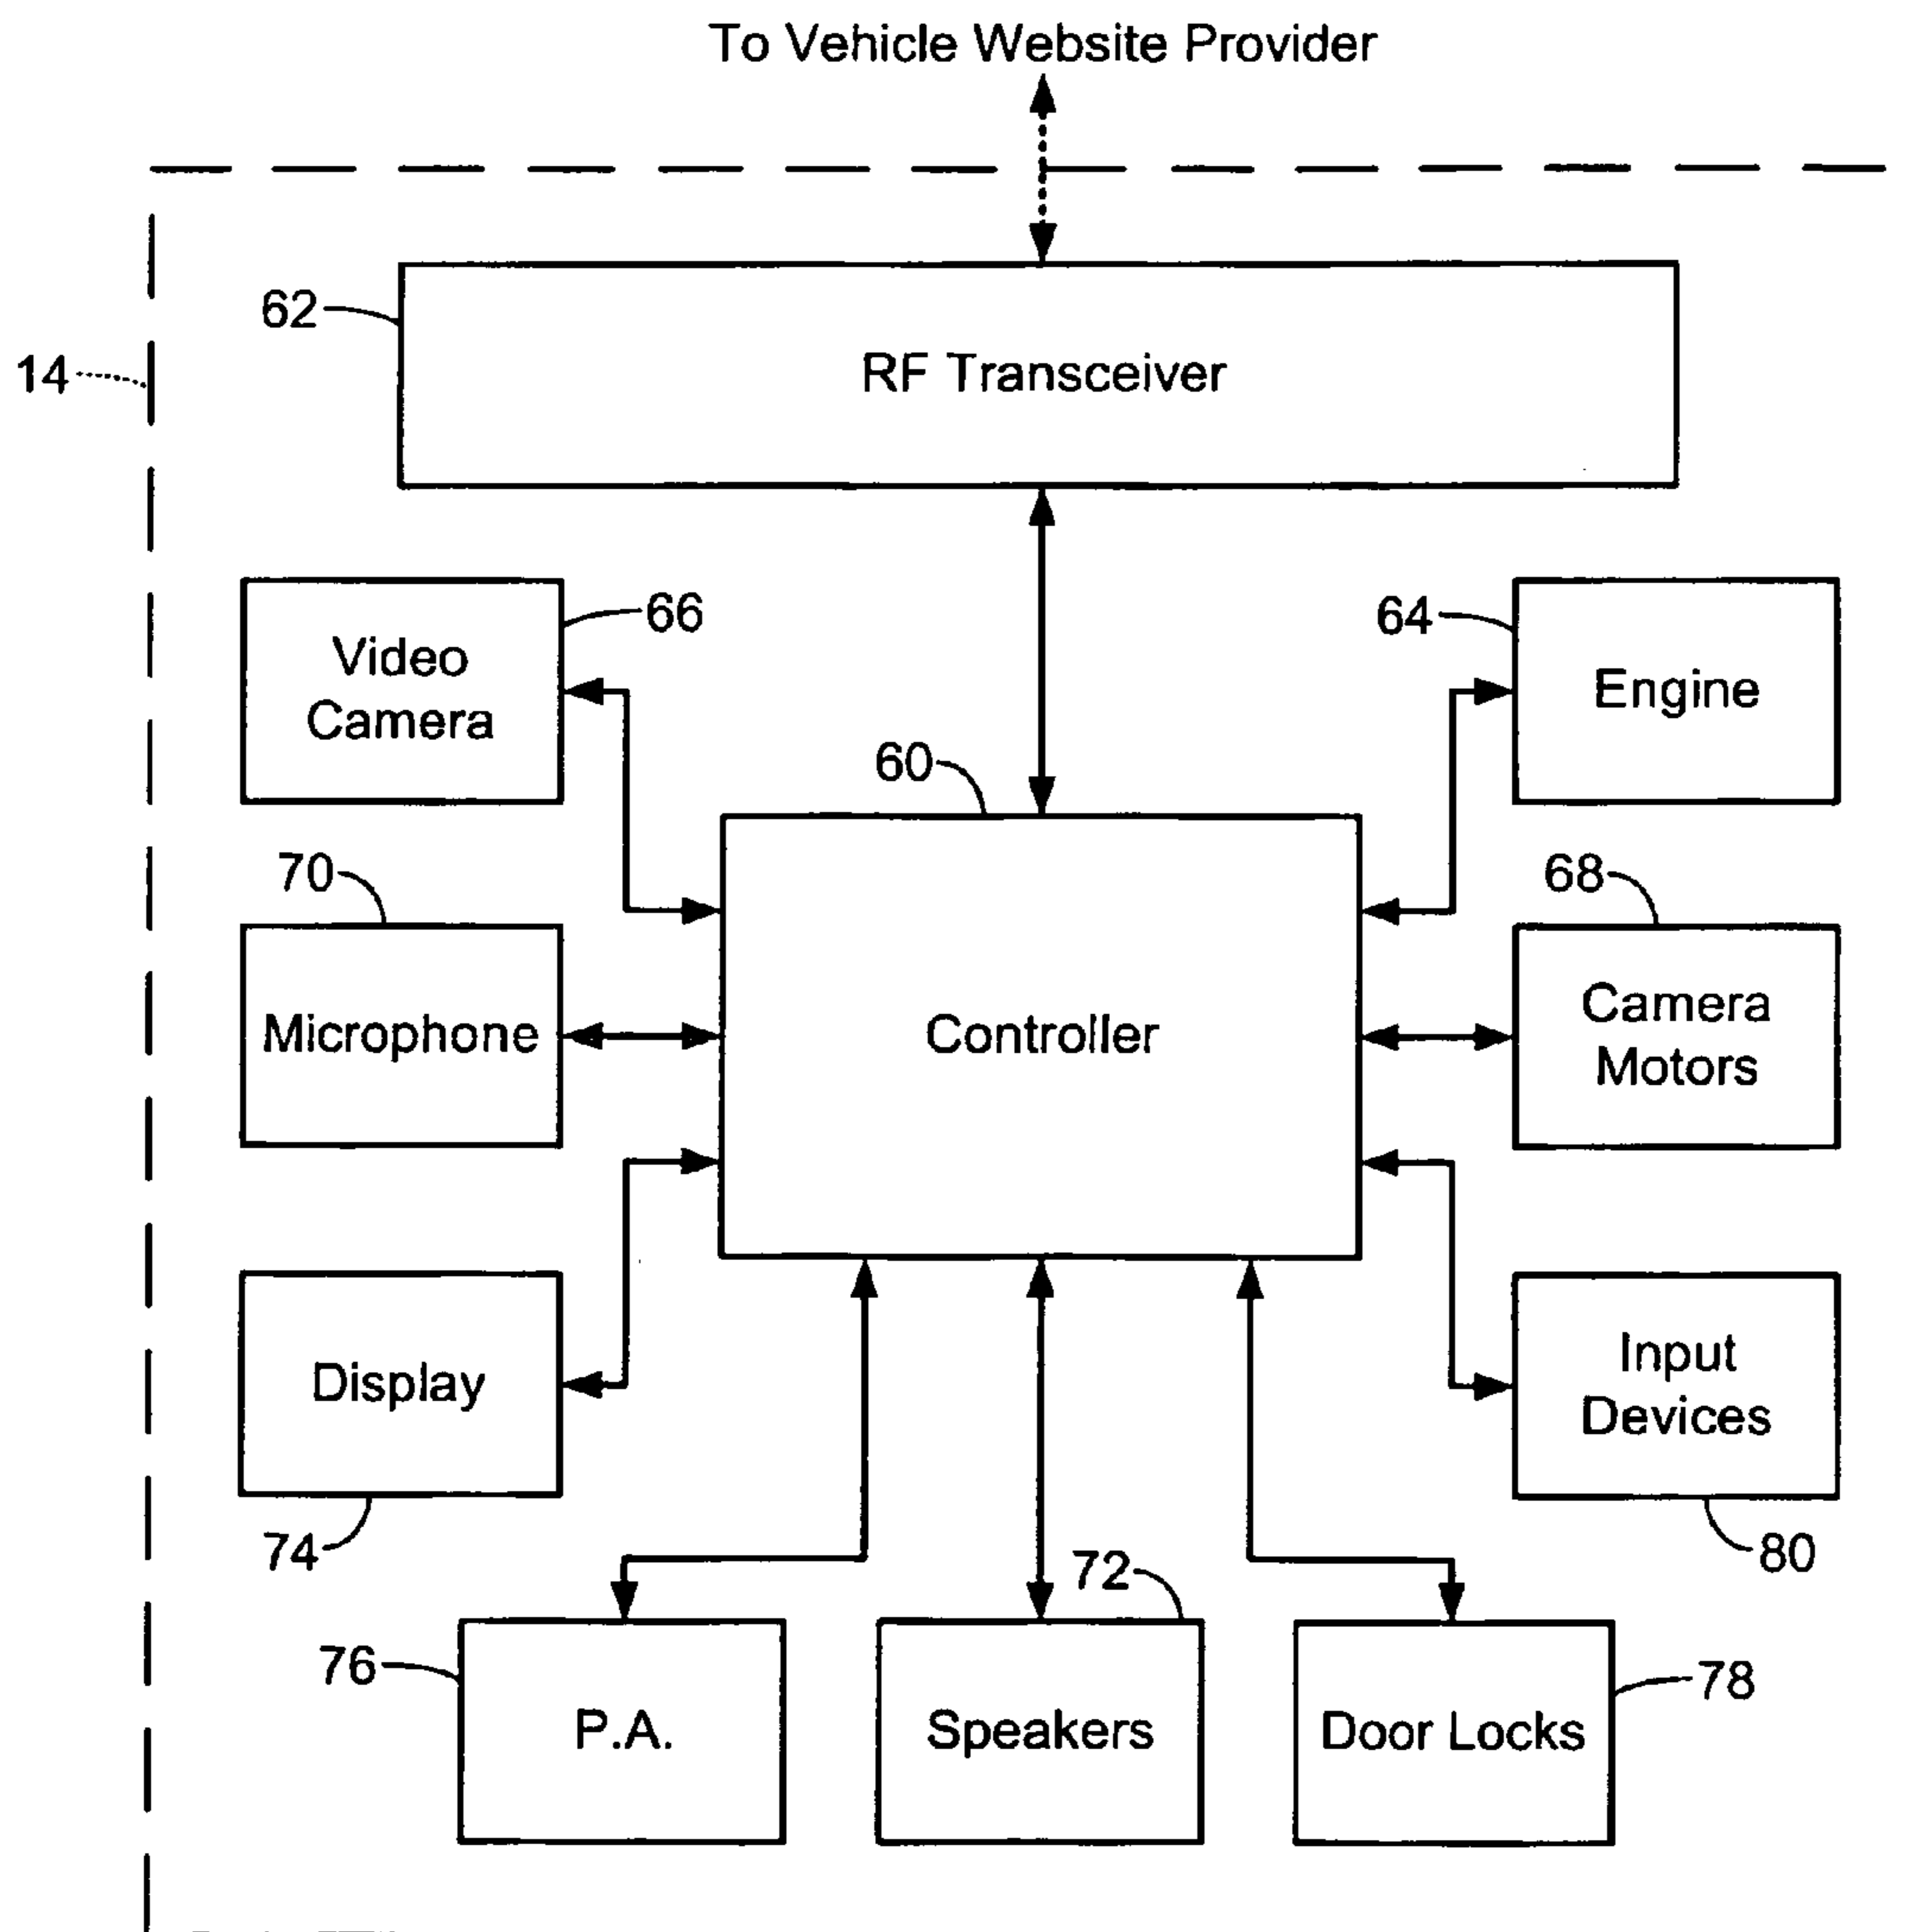 To Vehicle Website Provider
62
14
RF Transceiver
66
64
Video
Camera
Engine
60
70
68
Microphone
Controller
Camera
Motors
Display
Input
Devices
74
72
80
76
78
P.A.
Speakers
Door Locks